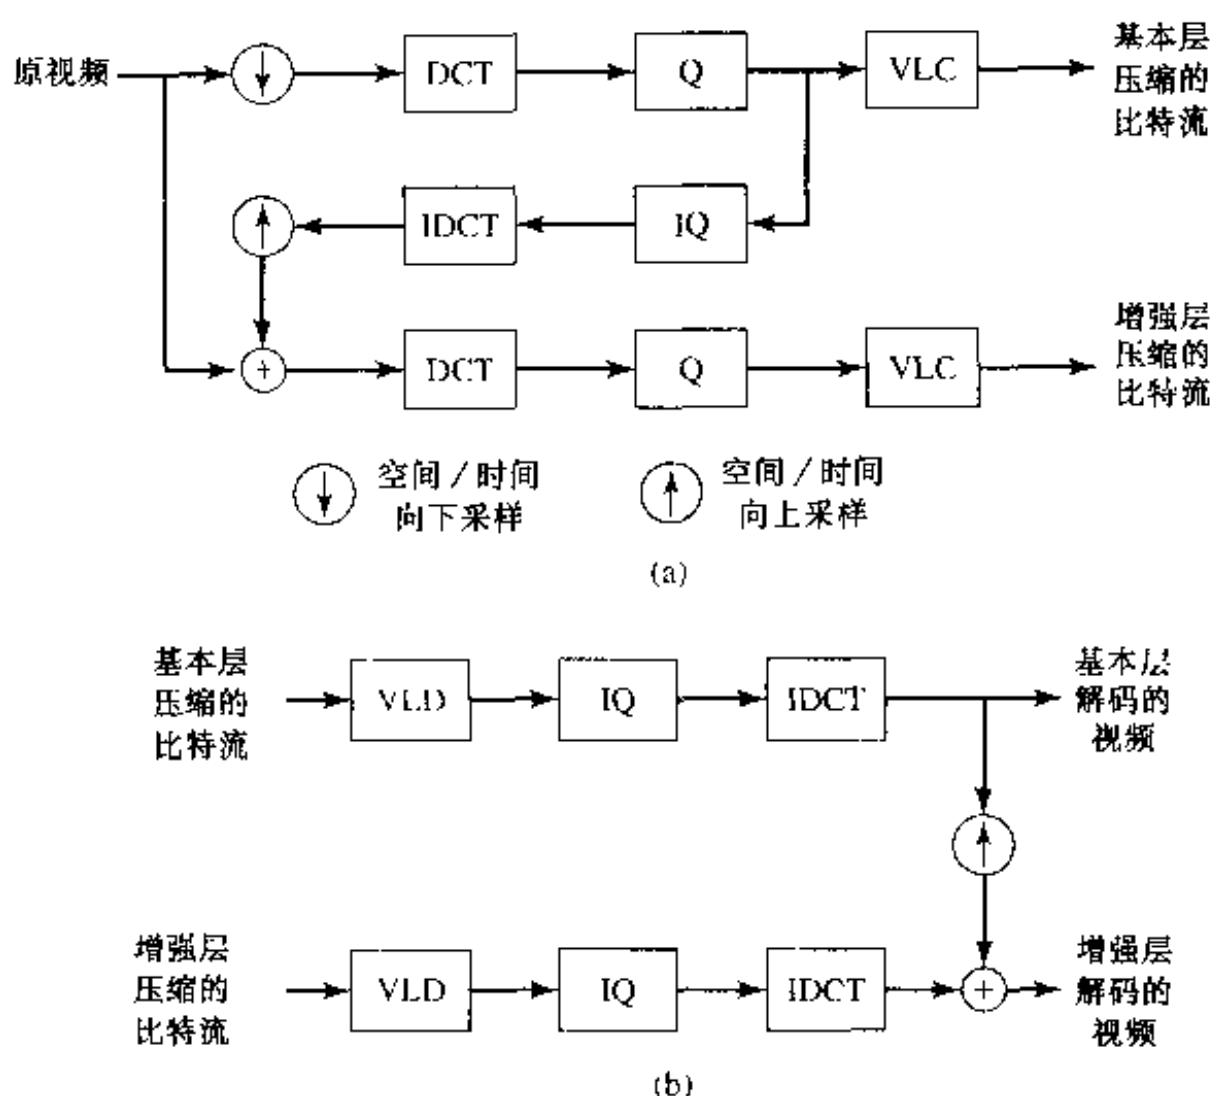 原视频
DCT
Q
VLC
基本层
压缩的
比特流
IDCT
IQ
DCT
Q
VLC
增强层
压缩的
比特流
空间/时间
向下采样
空间/时间
向上采样
(a)
基本层
压缩的
比特流
VLD
IQ
IDCT
基本层
解码的
视频
增强层
压缩的
比特流
VLD
IQ
IDCT
增强层
解码的
视频
(b)